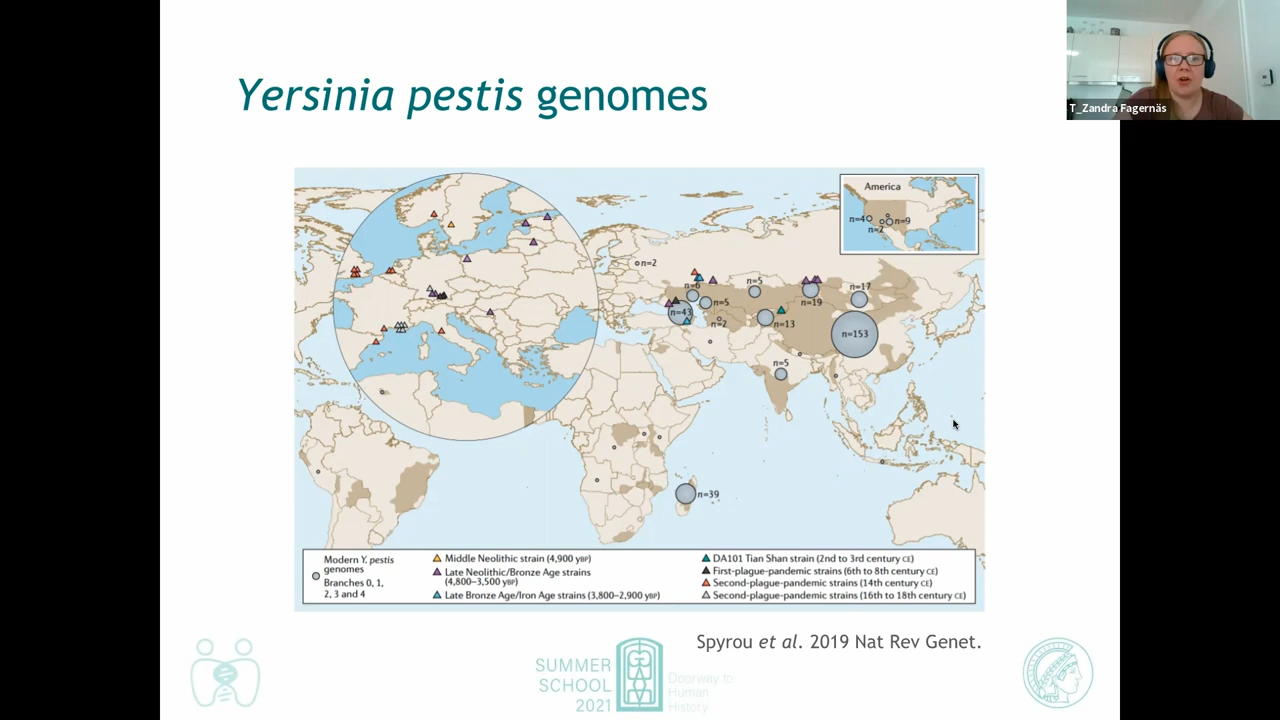 Yersinia pestis genomes
T_Zandra Fagernäs
America
n=4
n=9
n=2
n=2
n=6
n=5
n=5
n=19
n=17
n=43
n=2
n=13
n=153
n=5
n=39
Modern Y. pestis
genomes
Branches 0, 1,
2, 3 and 4
Middle Neolithic strain (4,900 yBP)
Late Neolithic/Bronze Age strains
(4,800–3,500 yBP)
Late Bronze Age/Iron Age strains (3,800–2,900 yBP)
DA101 Tian Shan strain (2nd to 3rd century CE)
First-plague-pandemic strains (6th to 8th century CE)
Second-plague-pandemic strains (14th century CE)
Second-plague-pandemic strains (16th to 18th century CE)
Spyrou et al. 2019 Nat Rev Genet.
SUMMER
SCHOOL
2021
Doorway to
Human
History